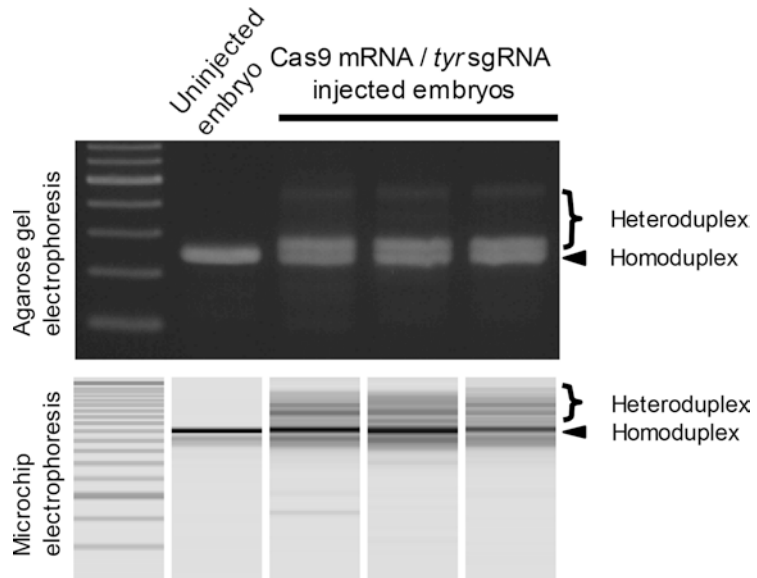 Uninjected
embryo
Cas9 mRNA / tyr sgRNA
injected embryos
Agarose gel
electrophoresis
Heteroduplex
Homoduplex
Microchip
electrophoresis
Heteroduplex
Homoduplex